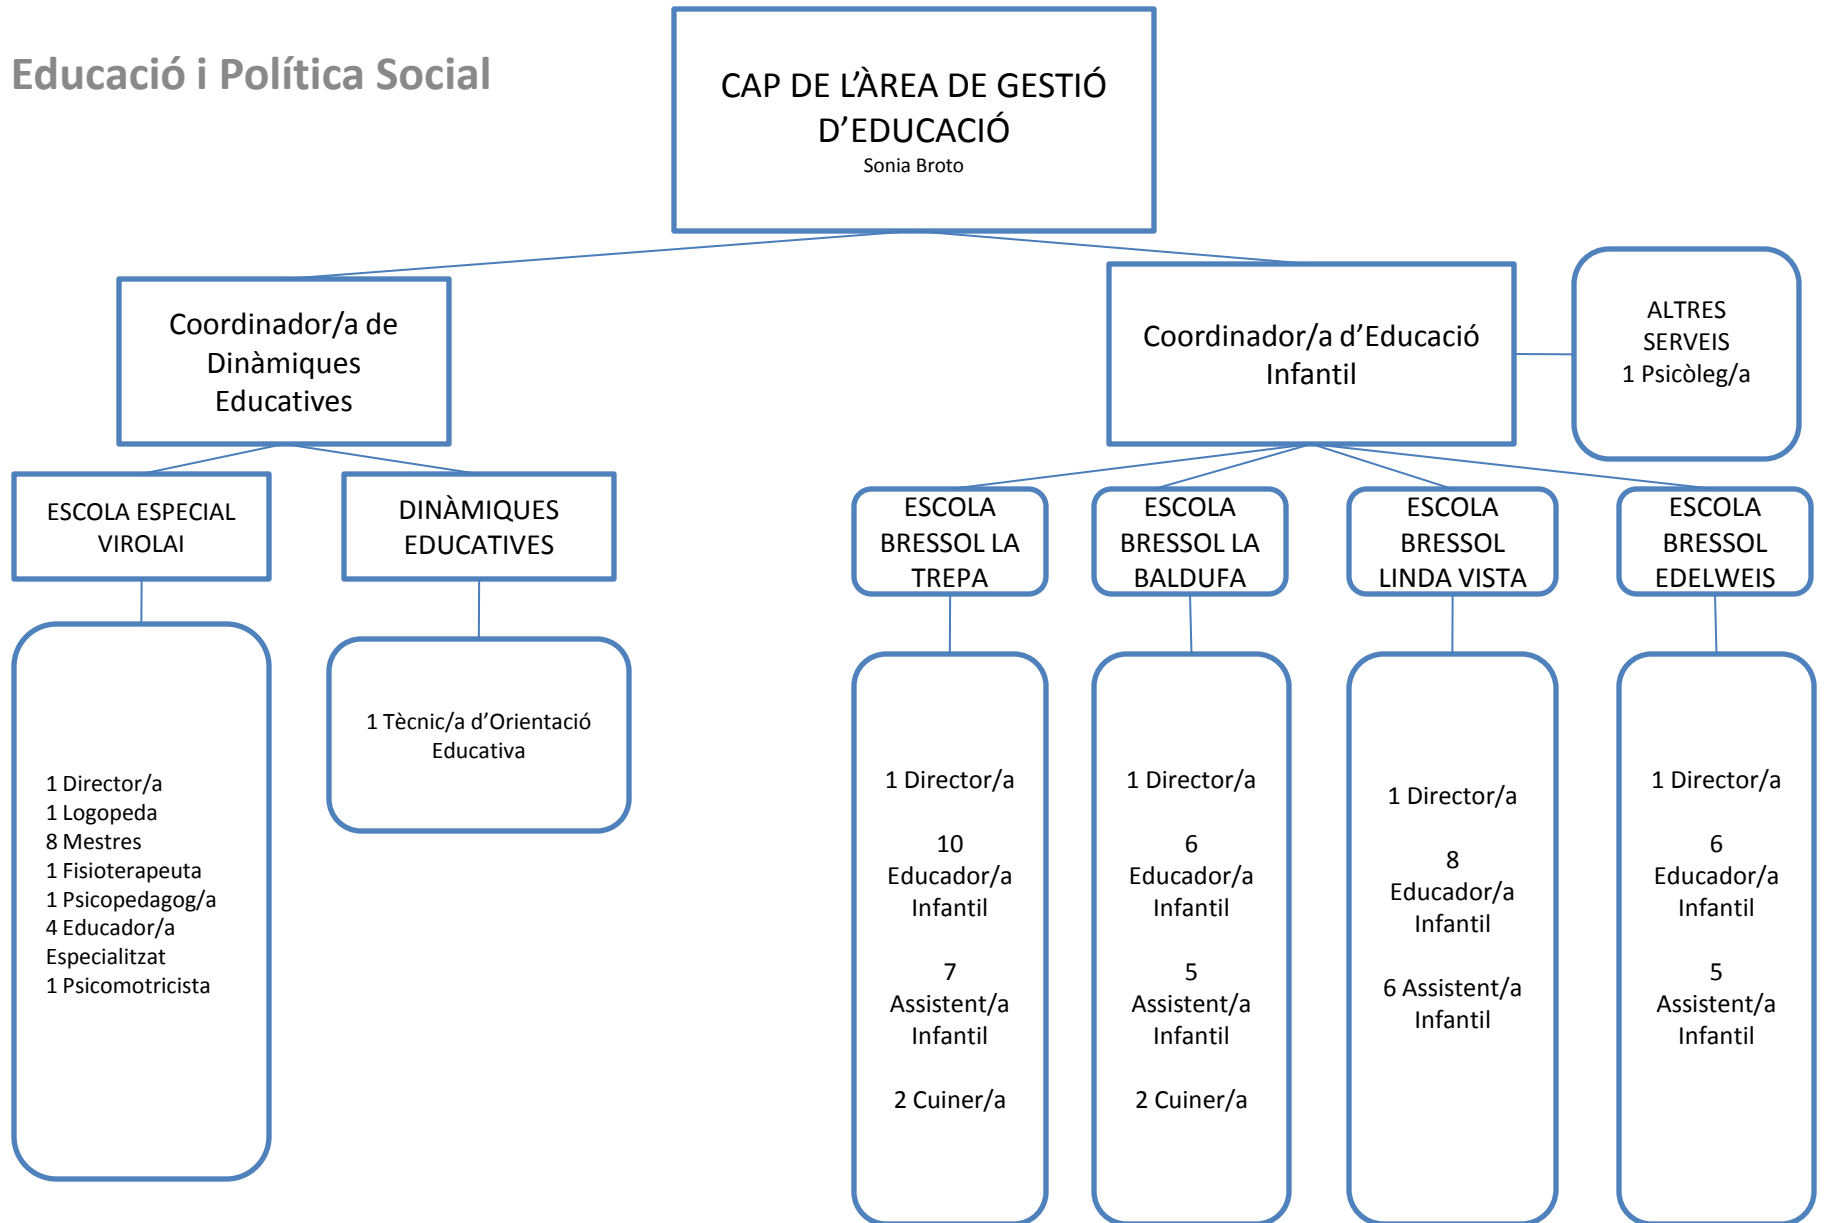 Educació i Política Social
CAP DE L’ÀREA DE GESTIÓ
D’EDUCACIÓ
Sonia Broto
Coordinador/a de
Dinàmiques
Educatives
Coordinador/a d’Educació
Infantil
ALTRES
SERVEIS
1 Psicòleg/a
ESCOLA ESPECIAL
VIROLAI
DINÀMIQUES
EDUCATIVES
ESCOLA
BRESSOL LA
TREPA
ESCOLA
BRESSOL LA
BALDUFA
ESCOLA
BRESSOL
LINDA VISTA
ESCOLA
BRESSOL
EDELWEIS
1 Director/a
1 Logopeda
8 Mestres
1 Fisioterapeuta
1 Psicopedagog/a
4 Educador/a
Especialitzat
1 Psicomotricista
1 Tècnic/a d’Orientació
Educativa
1 Director/a
10
Educador/a
Infantil
7
Assistent/a
Infantil
2 Cuiner/a
1 Director/a
6
Educador/a
Infantil
5
Assistent/a
Infantil
2 Cuiner/a
1 Director/a
8
Educador/a
Infantil
6 Assistent/a
Infantil
1 Director/a
6
Educador/a
Infantil
5
Assistent/a
Infantil